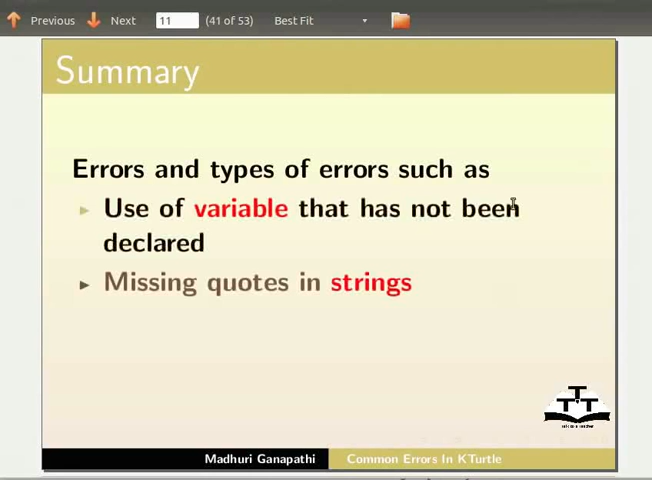 Previous Next 11 (41 of 53) Best Fit
Summary
Errors and types of errors such as
Use of variable that has not been
declared
Missing quotes in strings
Madhuri Ganapathi Common Errors In KTurtle